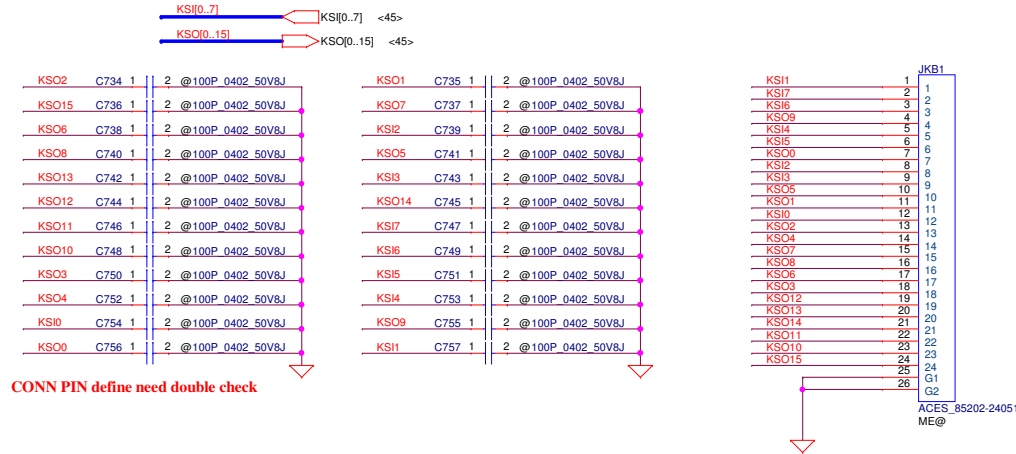 KSI[0..7] KSI[0..7] <45>
KSO[0..15] KSO[0..15] <45>
KSO2 C734 1 2 @100P_0402_50V8J
KSO15 C736 1 2 @100P_0402_50V8J
KSO6 C738 1 2 @100P_0402_50V8J
KSO8 C740 1 2 @100P_0402_50V8J
KSO13 C742 1 2 @100P_0402_50V8J
KSO12 C744 1 2 @100P_0402_50V8J
KSO11 C746 1 2 @100P_0402_50V8J
KSO10 C748 1 2 @100P_0402_50V8J
KSO3 C750 1 2 @100P_0402_50V8J
KSO4 C752 1 2 @100P_0402_50V8J
KSI0 C754 1 2 @100P_0402_50V8J
KSO0 C756 1 2 @100P_0402_50V8J
CONN PIN define need double check
KSO1 C735 1 2 @100P_0402_50V8J
KSO7 C737 1 2 @100P_0402_50V8J
KSI2 C739 1 2 @100P_0402_50V8J
KSO5 C741 1 2 @100P_0402_50V8J
KSI3 C743 1 2 @100P_0402_50V8J
KSO14 C745 1 2 @100P_0402_50V8J
KSI7 C747 1 2 @100P_0402_50V8J
KSI6 C749 1 2 @100P_0402_50V8J
KSI5 C751 1 2 @100P_0402_50V8J
KSI4 C753 1 2 @100P_0402_50V8J
KSO9 C755 1 2 @100P_0402_50V8J
KSI1 C757 1 2 @100P_0402_50V8J
JKB1
KSI1 1 1
KSI7 2 2
KSI6 3 3
KSO9 4 4
KSI4 5 5
KSI5 6 6
KSO0 7 7
KSI2 8 8
KSI3 9 9
KSO5 10 10
KSO1 11 11
KSI0 12 12
KSO2 13 13
KSO4 14 14
KSO7 15 15
KSO8 16 16
KSO6 17 17
KSO3 18 18
KSO12 19 19
KSO13 20 20
KSO14 21 21
KSO11 22 22
KSO10 23 23
KSO15 24 24
25 G1
26 G2
ACES_85202-24051
ME@